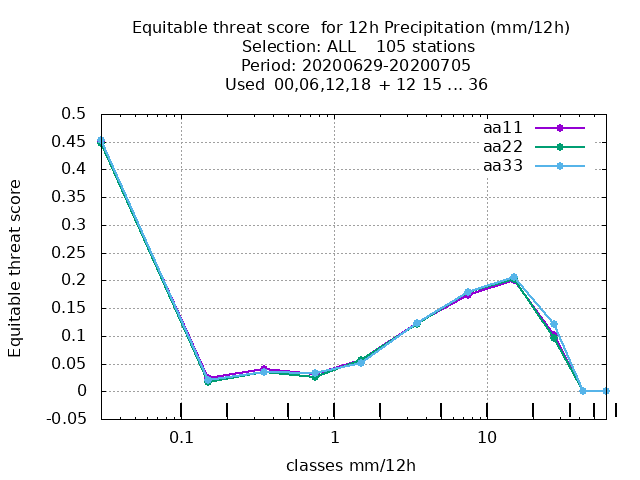 Equitable threat score  for 12h Precipitation (mm/12h)
Selection: ALL    105 stations
Period: 20200629-20200705
Used  00,06,12,18  + 12 15 ... 36
0.5
0.45
0.4
0.35
0.3
0.25
0.2
0.15
0.1
0.05
0
-0.05
Equitable threat score
aa11
aa22
aa33
0.1
1
10
classes mm/12h